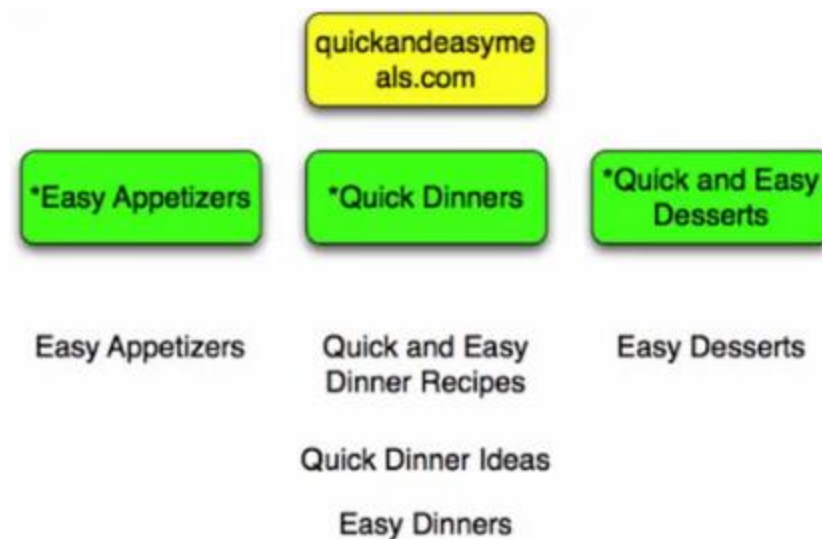 quickandeasyme
als.com
*Easy Appetizers
*Quick Dinners
*Quick and Easy
Desserts
Easy Appetizers
Quick and Easy
Dinner Recipes
Easy Desserts
Quick Dinner Ideas
Easy Dinners